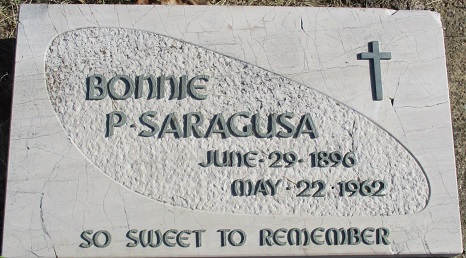 BONNIE
P·SARAGUSA
JUNE·29·1896
MAY·22·1962
SO SWEET TO REMEMBER